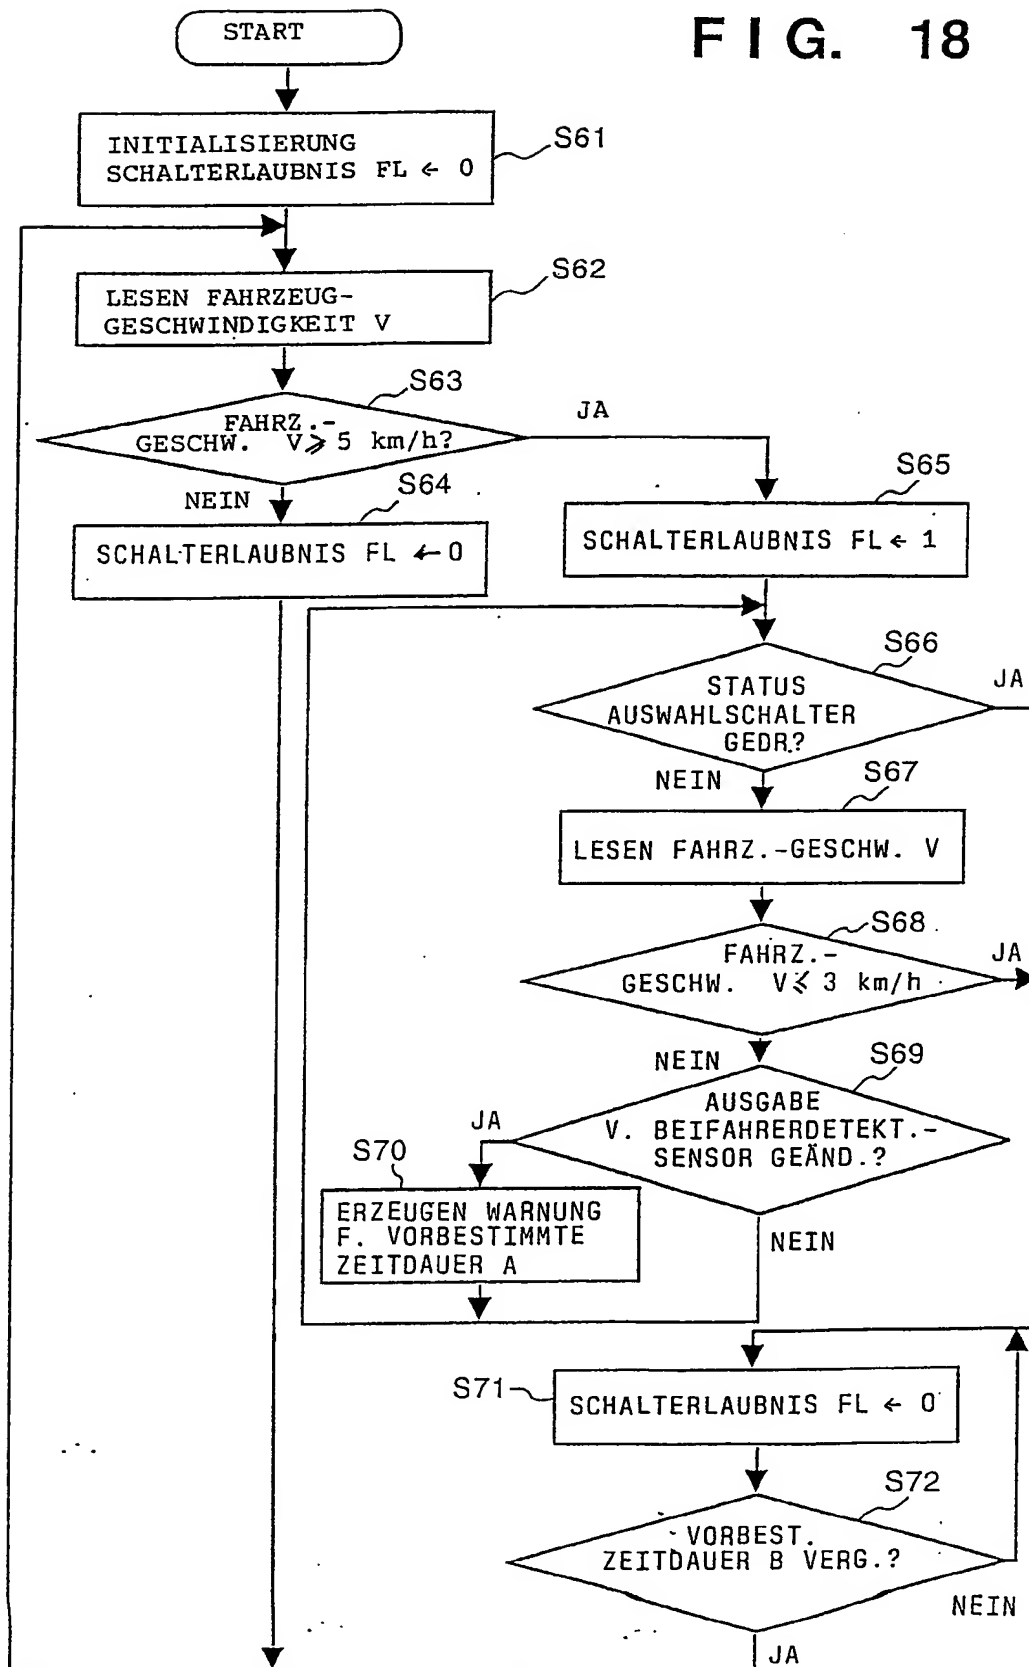 START
FIG. 18
INITIALISIERUNG
SCHALTERLAUBNIS FL ← 0
S61
LESEN FAHRZEUG-
GESCHWINDIGKEIT V
S62
S63
FAHRZ.-
GESCHW. V ⩾ 5 km/h?
JA
NEIN
S64
SCHALTERLAUBNIS FL ← 0
S65
SCHALTERLAUBNIS FL ← 1
S66
STATUS
AUSWAHLSCHALTER
GEDR.?
JA
NEIN
S67
LESEN FAHRZ.-GESCHW. V
S68
FAHRZ.-
GESCHW. V ⩽ 3 km/h
JA
NEIN
S69
AUSGABE
V. BEIFAHRERDETEKT.-
SENSOR GEÄND.?
JA
S70
ERZEUGEN WARNUNG
F. VORBESTIMMTE
ZEITDAUER A
NEIN
S71
SCHALTERLAUBNIS FL ← 0
S72
VORBEST.
ZEITDAUER B VERG.?
NEIN
JA